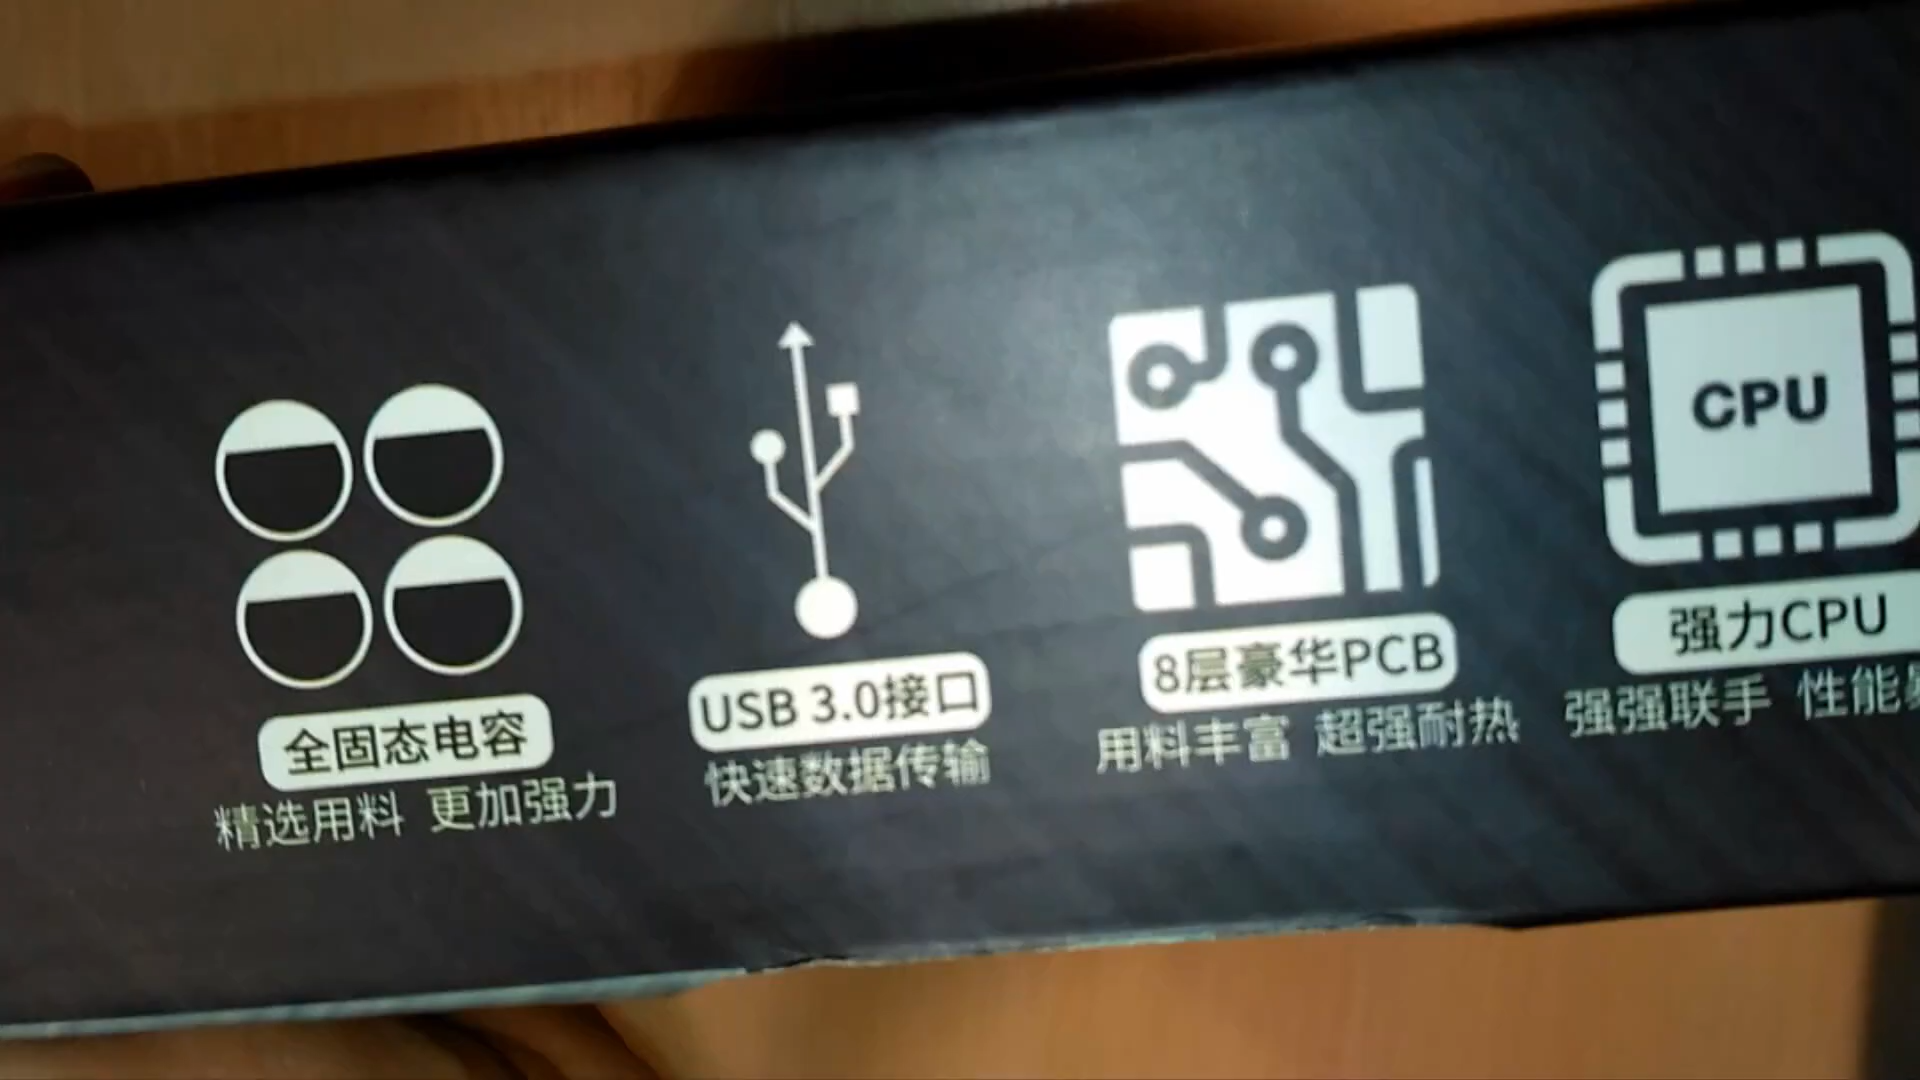 CPU
全固态电容
精选用料 更加强力
USB 3.0接口
快速数据传输
8层豪华PCB
用料丰富 超强耐热
强力CPU
强强联手 性能